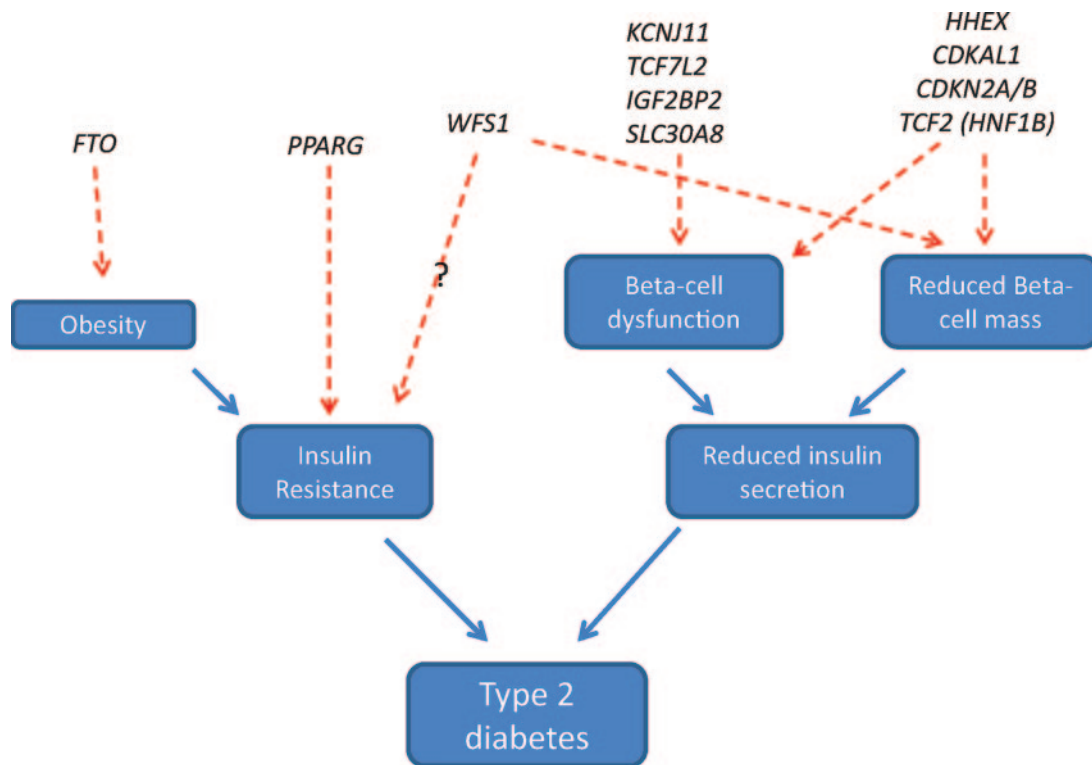 KCNJ11
TCF7L2
IGF2BP2
SLC30A8
HHEX
CDKAL1
CDKN2A/B
TCF2 (HNF1B)
FTO
PPARG
WFS1
?
Obesity
Beta-cell
dysfunction
Reduced Beta-
cell mass
Insulin
Resistance
Reduced insulin
secretion
Type 2
diabetes